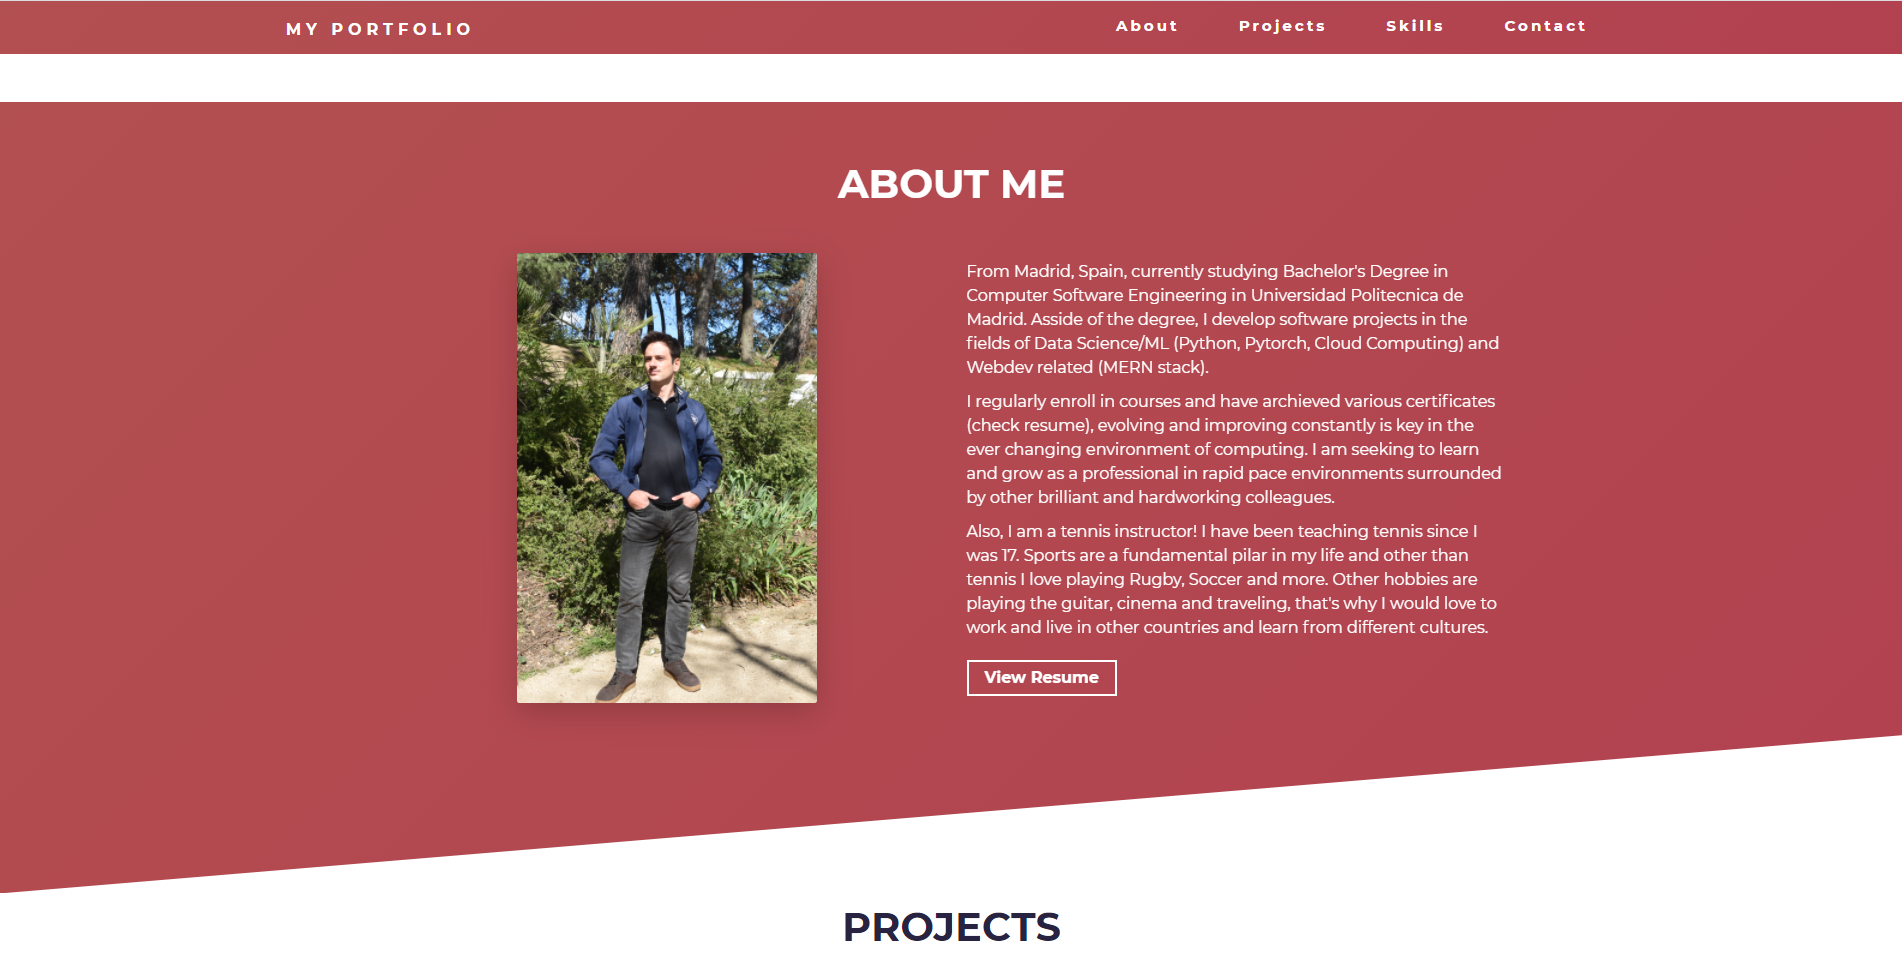 MY PORTFOLIO
About Projects Skills Contact
ABOUT ME
From Madrid, Spain, currently studying Bachelor's Degree in
Computer Software Engineering in Universidad Politecnica de
Madrid. Asside of the degree, I develop software projects in the
fields of Data Science/ML (Python, Pytorch, Cloud Computing) and
Webdev related (MERN stack).
I regularly enroll in courses and have archieved various certificates
(check resume), evolving and improving constantly is key in the
ever changing environment of computing. I am seeking to learn
and grow as a professional in rapid pace environments surrounded
by other brilliant and hardworking colleagues.
Also, I am a tennis instructor! I have been teaching tennis since I
was 17. Sports are a fundamental pilar in my life and other than
tennis I love playing Rugby, Soccer and more. Other hobbies are
playing the guitar, cinema and traveling, that's why I would love to
work and live in other countries and learn from different cultures.
View Resume
PROJECTS